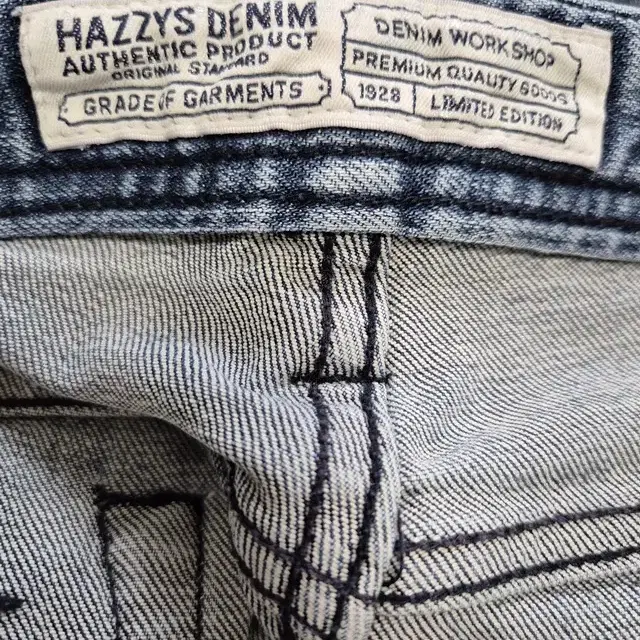 HAZZYS DENIM
AUTHENTIC PRODUCT
ORIGINAL STANDARD
GRADE OF GARMENTS
DENIM WORKSHOP
PREMIUM QUALITY GOODS
1928 LIMITED EDITION